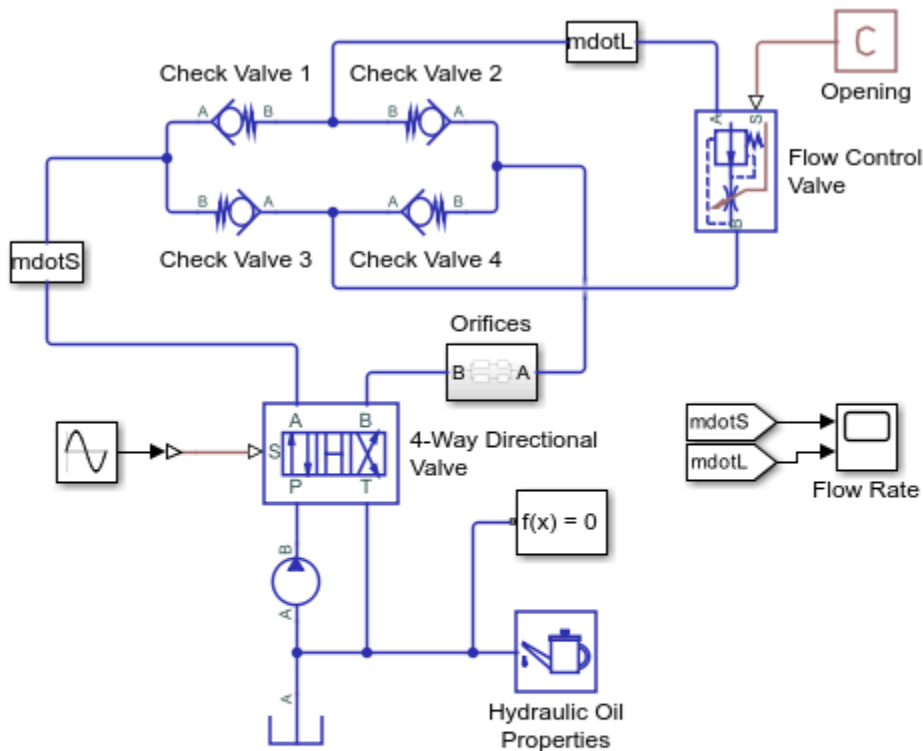 mdotL
C
Opening
Check Valve 1
Check Valve 2
A
B
B
A
A
S
Flow Control
Valve
B
B
A
A
B
Check Valve 3
Check Valve 4
mdotS
Orifices
B
A
A
B
S
P
T
4-Way Directional
Valve
mdotS
mdotL
Flow Rate
f(x) = 0
B
A
A
Hydraulic Oil
Properties